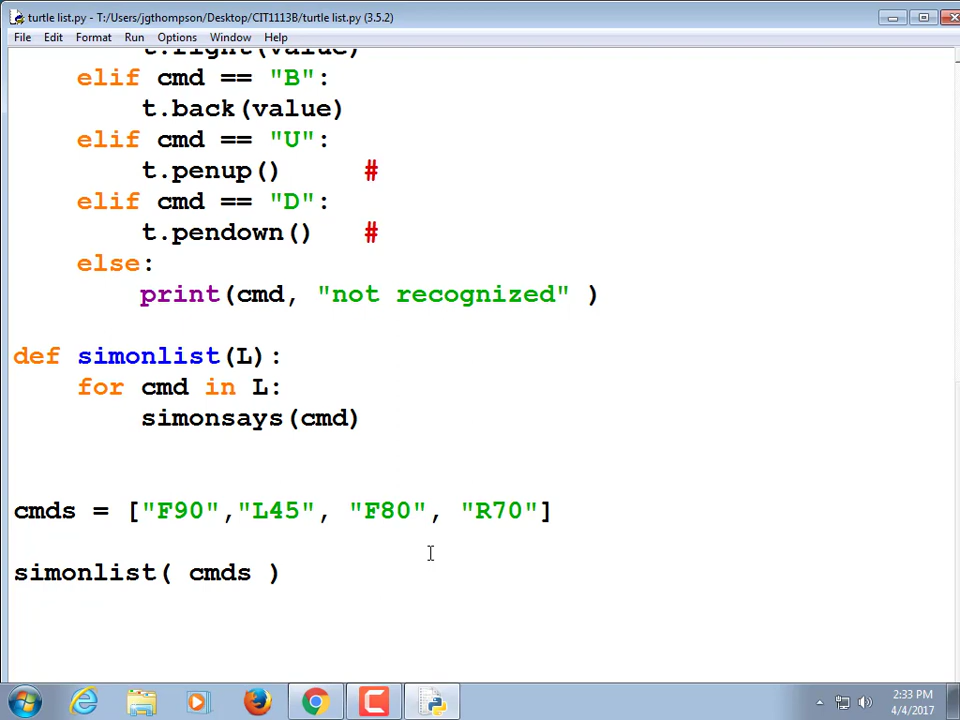 turtle list.py - T:/Users/jgthompson/Desktop/CIT1113B/turtle list.py (3.5.2)
File Edit Format Run Options Window Help
t.right(value)
elif cmd == "B":
t.back(value)
elif cmd == "U":
t.penup() #
elif cmd == "D":
t.pendown() #
else:
print(cmd, "not recognized" )
def simonlist(L):
for cmd in L:
simonsays(cmd)
cmds = ["F90","L45", "F80", "R70"]
simonlist( cmds )
2:33 PM
4/4/2017